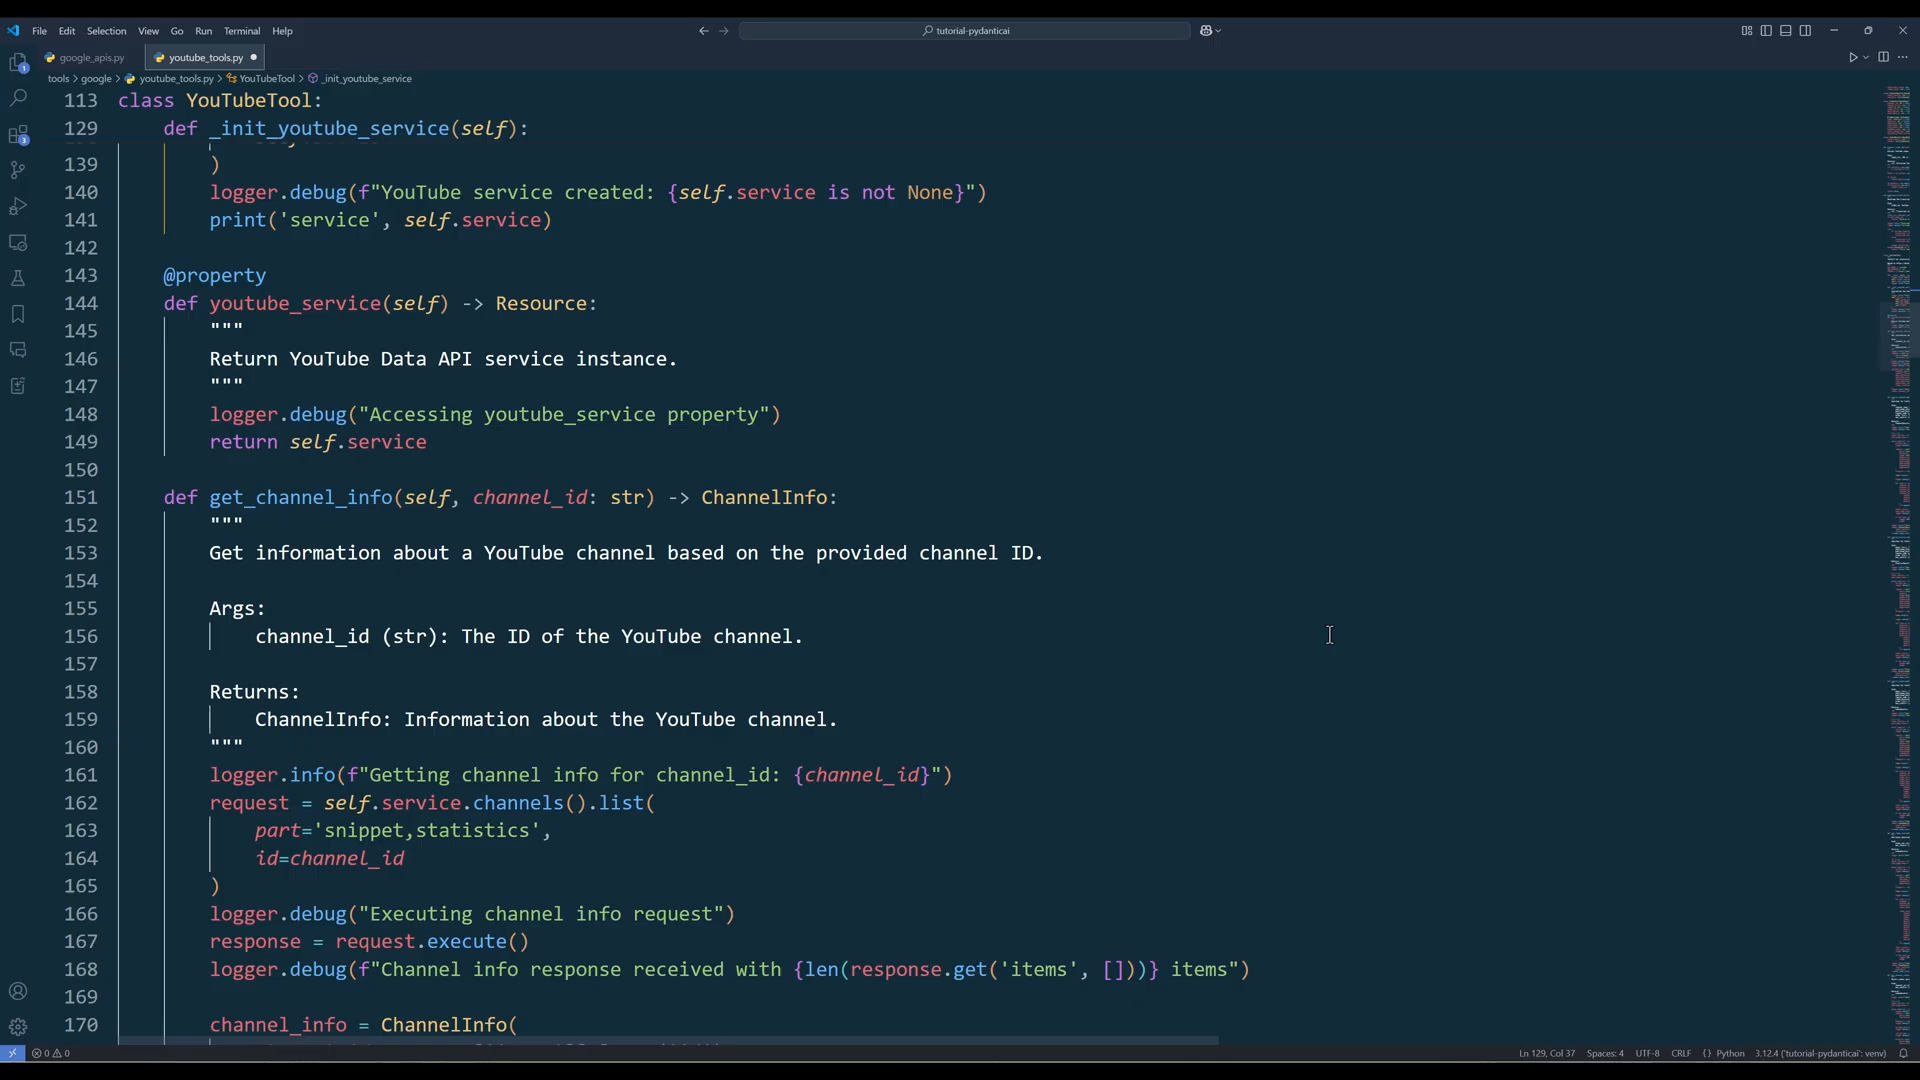 File Edit Selection View Go Run Terminal Help
tutorial-pydanticai
google_apis.py youtube_tools.py
tools > google > youtube_tools.py > YouTubeTool > _init_youtube_service
113 class YouTubeTool:
129 def _init_youtube_service(self):
139 )
140 logger.debug(f"YouTube service created: {self.service is not None}")
141 print('service', self.service)
142
143 @property
144 def youtube_service(self) -> Resource:
145 """
146 Return YouTube Data API service instance.
147 """
148 logger.debug("Accessing youtube_service property")
149 return self.service
150
151 def get_channel_info(self, channel_id: str) -> ChannelInfo:
152 """
153 Get information about a YouTube channel based on the provided channel ID.
154
155 Args:
156 channel_id (str): The ID of the YouTube channel.
157
158 Returns:
159 ChannelInfo: Information about the YouTube channel.
160 """
161 logger.info(f"Getting channel info for channel_id: {channel_id}")
162 request = self.service.channels().list(
163 part='snippet,statistics',
164 id=channel_id
165 )
166 logger.debug("Executing channel info request")
167 response = request.execute()
168 logger.debug(f"Channel info response received with {len(response.get('items', []))} items")
169
170 channel_info = ChannelInfo(
0 0 Ln 129, Col 37 Spaces: 4 UTF-8 CRLF {} Python 3.12.4 ('tutorial-pydanticai': venv)